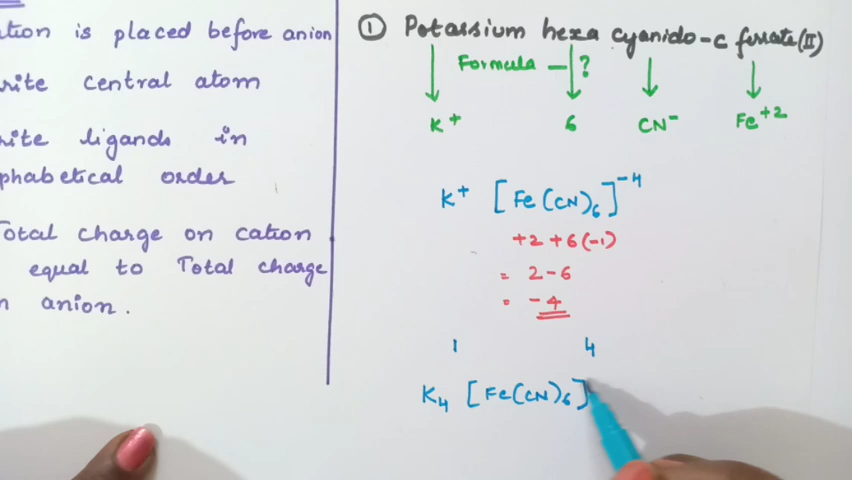 ation is placed before anion
rite central atom
rite ligands in
phabetical order
Total charge on cation
equal to Total charge
n anion.
① Potassium hexa cyanido-c ferrate(II)
Formula — ?
K⁺ 6 CN⁻ Fe⁺²
K⁺ [Fe(CN)₆]⁻⁴
+2 + 6(-1)
= 2 - 6
= - 4
1 4
K₄ [Fe(CN)₆]